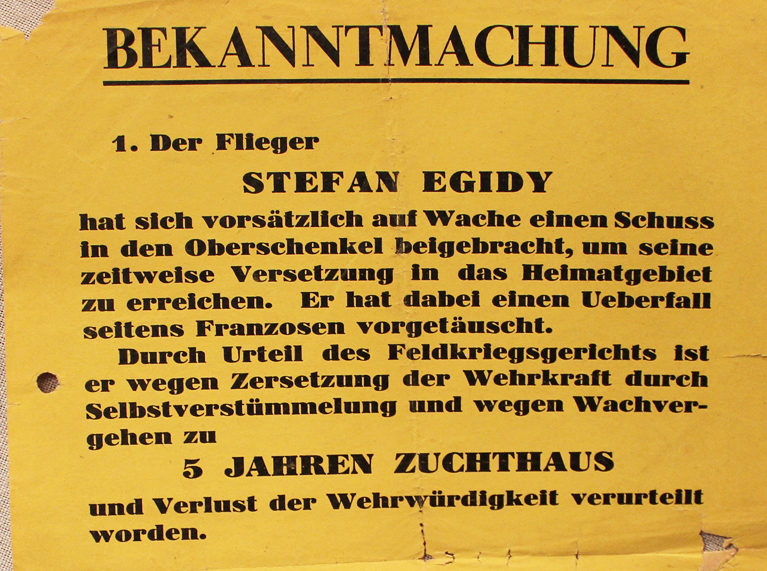 BEKANNTMACHUNG
1. Der Flieger
STEFAN EGIDY
hat sich vorsätzlich auf Wache einen Schuss
in den Oberschenkel beigebracht, um seine
zeitweise Versetzung in das Heimatgebiet
zu erreichen. Er hat dabei einen Ueberfall
seitens Franzosen vorgetäuscht.
Durch Urteil des Feldkriegsgerichts ist
er wegen Zersetzung der Wehrkraft durch
Selbstverstümmelung und wegen Wachver-
gehen zu
5 JAHREN ZUCHTHAUS
und Verlust der Wehrwürdigkeit verurteilt
worden.